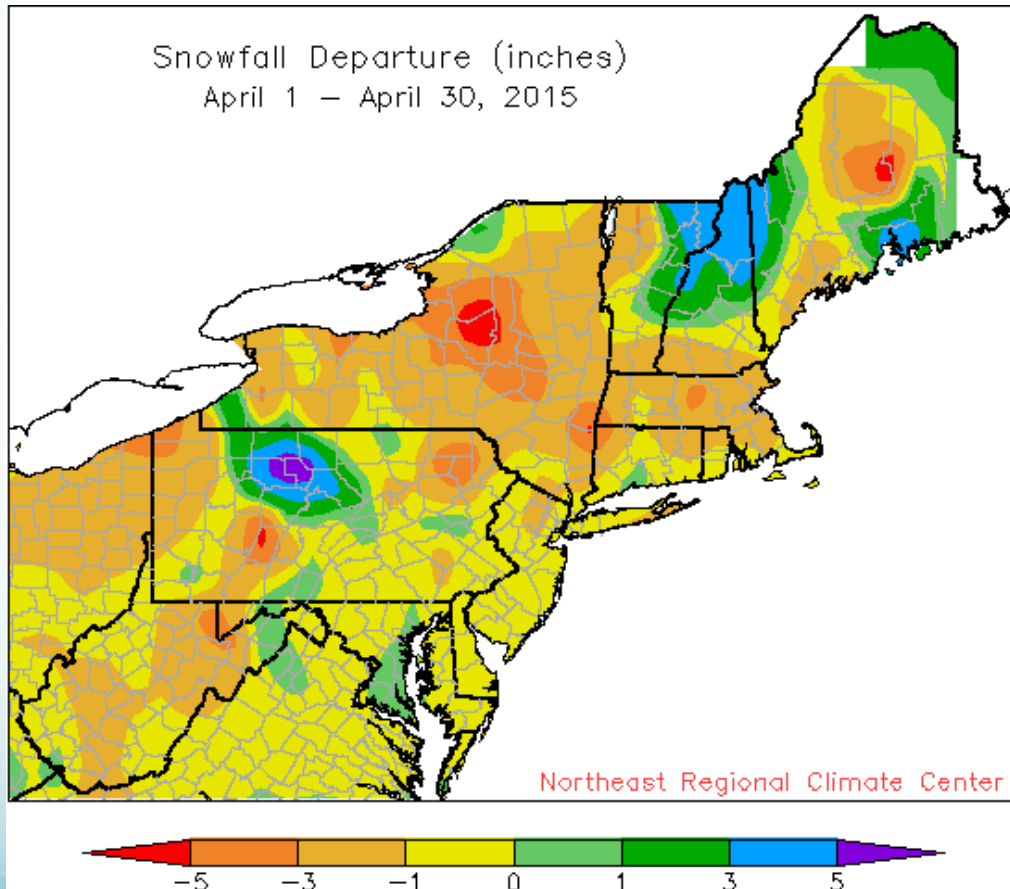 Snowfall Departure (inches)
April 1 – April 30, 2015
Northeast Regional Climate Center
-5 -3 -1 0 1 3 5